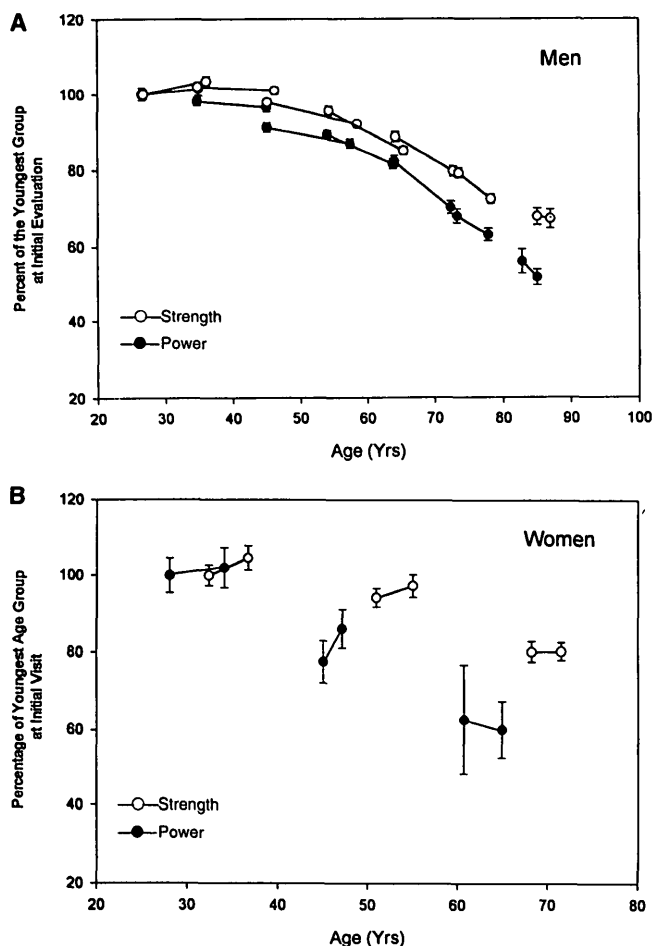 A
Men
Percent of the Youngest Group
at Initial Evaluation
120
100
80
60
40
20
Strength
Power
20 30 40 50 60 70 80 90 100
Age (Yrs)
B
Women
Percentage of Youngest Age Group
at Initial Visit
120
100
80
60
40
20
Strength
Power
20 30 40 50 60 70 80
Age (Yrs)